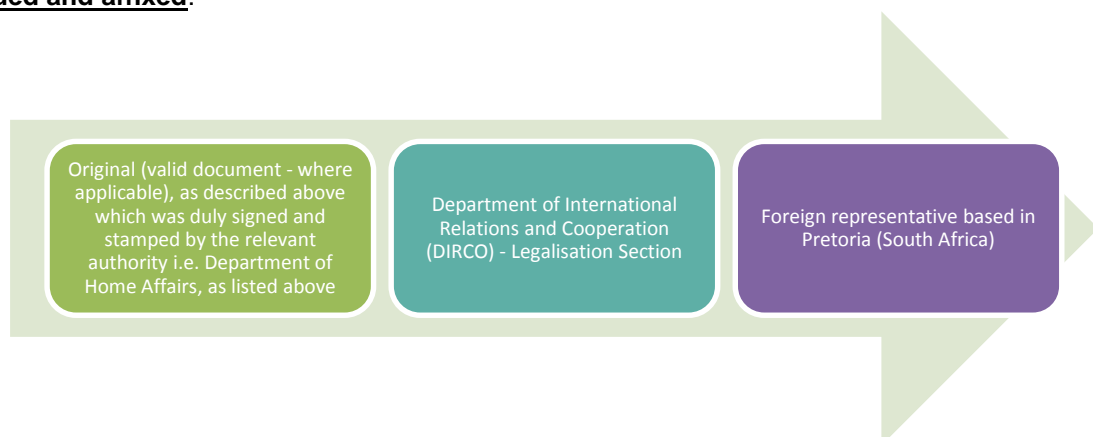 and affixed.
Original (valid document - where
applicable), as described above
which was duly signed and
stamped by the relevant
authority i.e. Department of
Home Affairs, as listed above
Department of International
Relations and Cooperation
(DIRCO) - Legalisation Section
Foreign representative based in
Pretoria (South Africa)